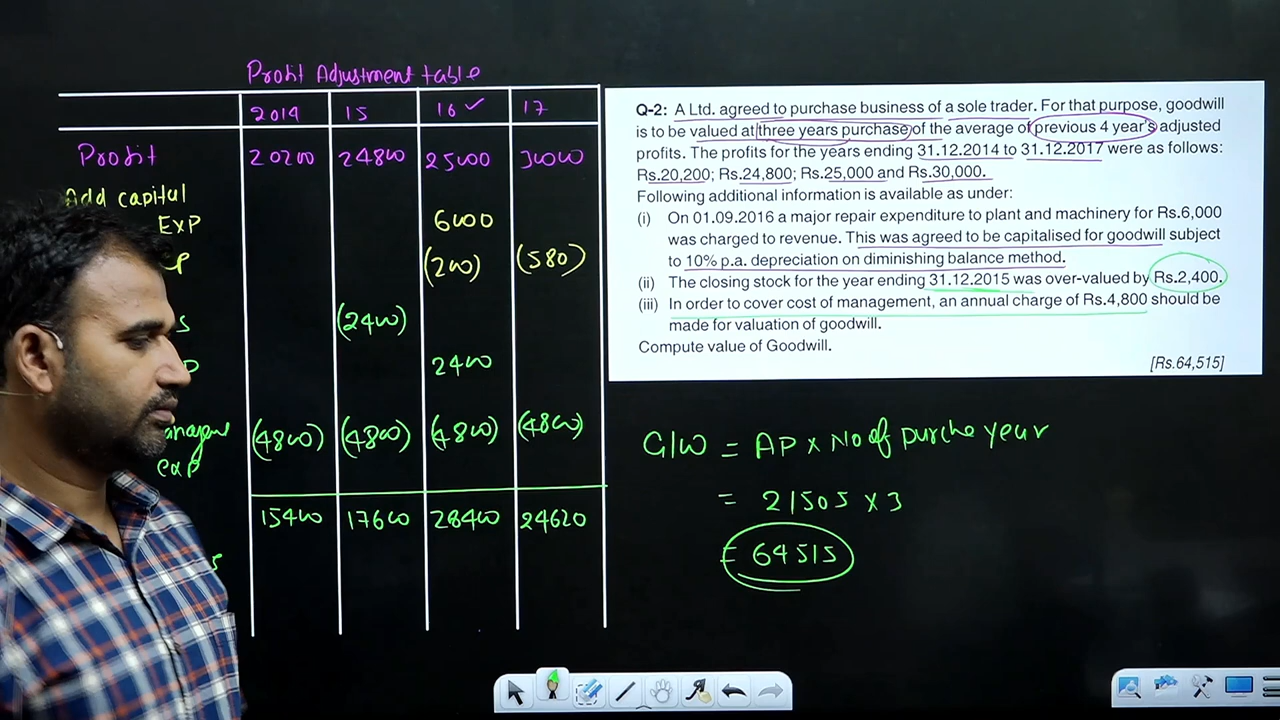 Profit Adjustment table
2014 15 16 ✓ 17
Profit 20200 24800 25000 30000
Add capital
EXP 6000
(200) (580)
S (2400)
2400
(4800) (4800) (4800) (4800)
exp
15400 17600 28400 24620
Q-2: A Ltd. agreed to purchase business of a sole trader. For that purpose, goodwill
is to be valued at three years purchase of the average of previous 4 year's adjusted
profits. The profits for the years ending 31.12.2014 to 31.12.2017 were as follows:
Rs.20,200; Rs.24,800; Rs.25,000 and Rs.30,000.
Following additional information is available as under:
(i) On 01.09.2016 a major repair expenditure to plant and machinery for Rs.6,000
was charged to revenue. This was agreed to be capitalised for goodwill subject
to 10% p.a. depreciation on diminishing balance method.
(ii) The closing stock for the year ending 31.12.2015 was over-valued by Rs.2,400.
(iii) In order to cover cost of management, an annual charge of Rs.4,800 should be
made for valuation of goodwill.
Compute value of Goodwill.
[Rs.64,515]
G/W = AP x No of purche year
= 21505 x 3
= 64515